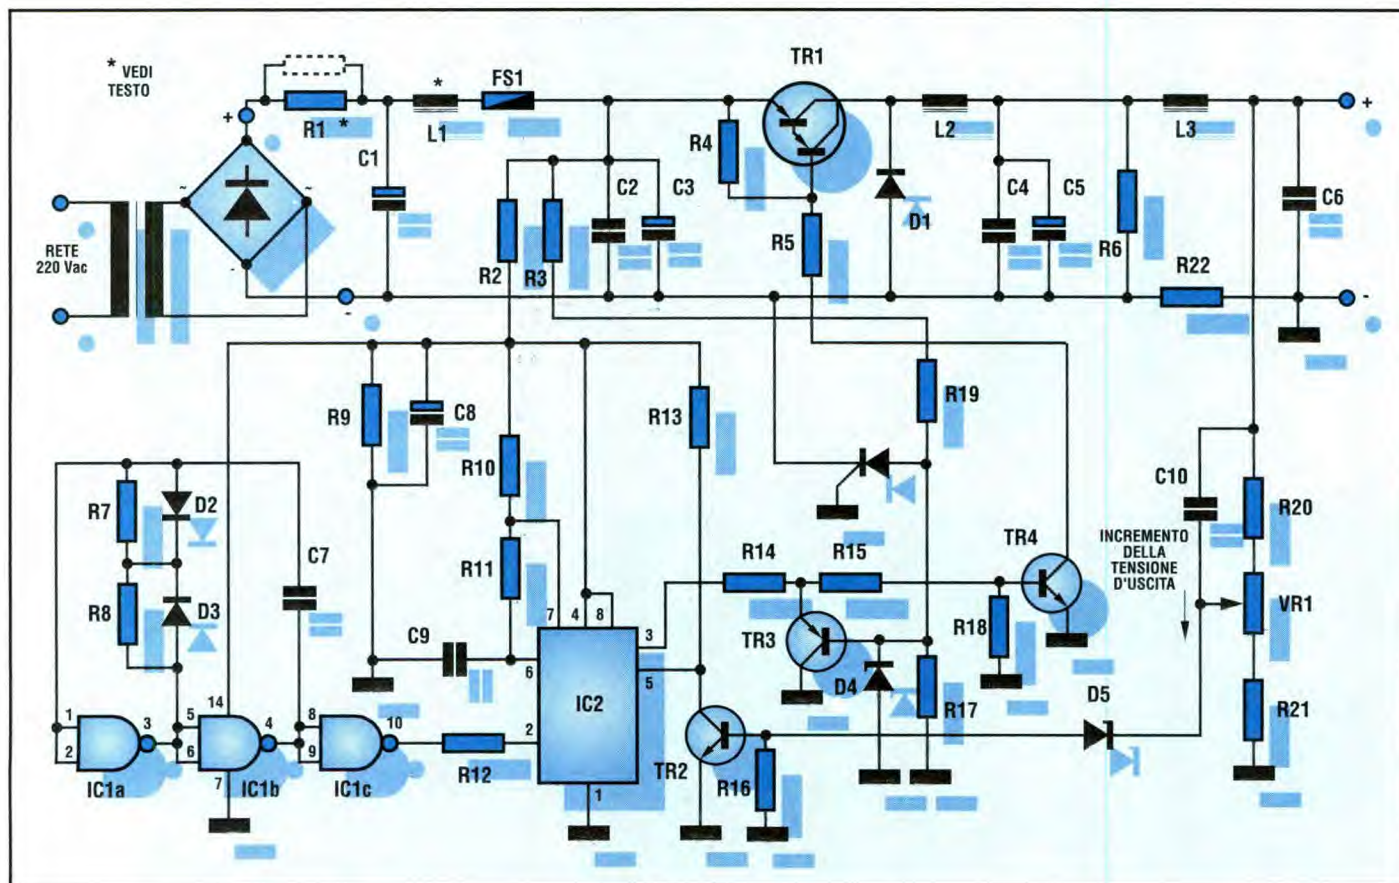 * VEDI
TESTO
R1 *
C1
*
L1
FS1
TR1
L2
L3
+
-
~
~
+
-
RETE
220 Vac
R2
R3
C2
C3
R4
R5
D1
C4
C5
R6
R22
C6
+
-
R9
C8
R10
R11
R13
R19
C10
R20
VR1
R21
INCREMENTO
DELLA
TENSIONE
D'USCITA
R7
D2
R8
D3
C7
C9
R14
R15
TR4
R18
TR3
D4
R17
D5
7
4
8
3
5
6
2
1
IC2
TR2
R16
R12
1
2
3
IC1a
14
5
6
4
7
IC1b
8
9
10
IC1c